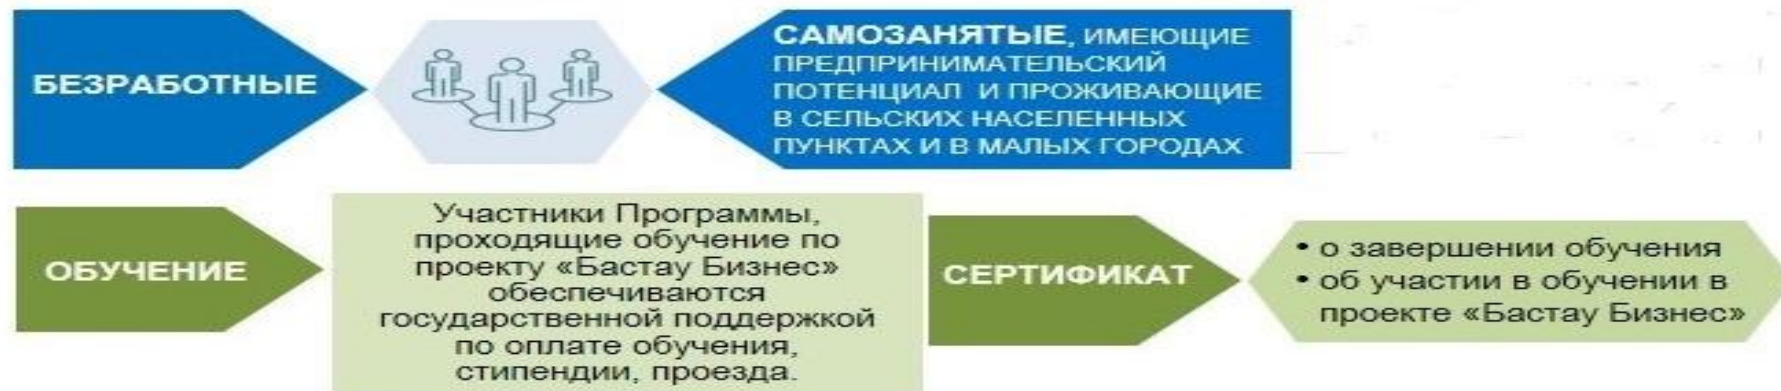 БЕЗРАБОТНЫЕ
САМОЗАНЯТЫЕ, ИМЕЮЩИЕ
ПРЕДПРИНИМАТЕЛЬСКИЙ
ПОТЕНЦИАЛ И ПРОЖИВАЮЩИЕ
В СЕЛЬСКИХ НАСЕЛЕННЫХ
ПУНКТАХ И В МАЛЫХ ГОРОДАХ
ОБУЧЕНИЕ
Участники Программы,
проходящие обучение по
проекту «Бастау Бизнес»
обеспечиваются
государственной поддержкой
по оплате обучения,
стипендии, проезда.
СЕРТИФИКАТ
• о завершении обучения
• об участии в обучении в
проекте «Бастау Бизнес»